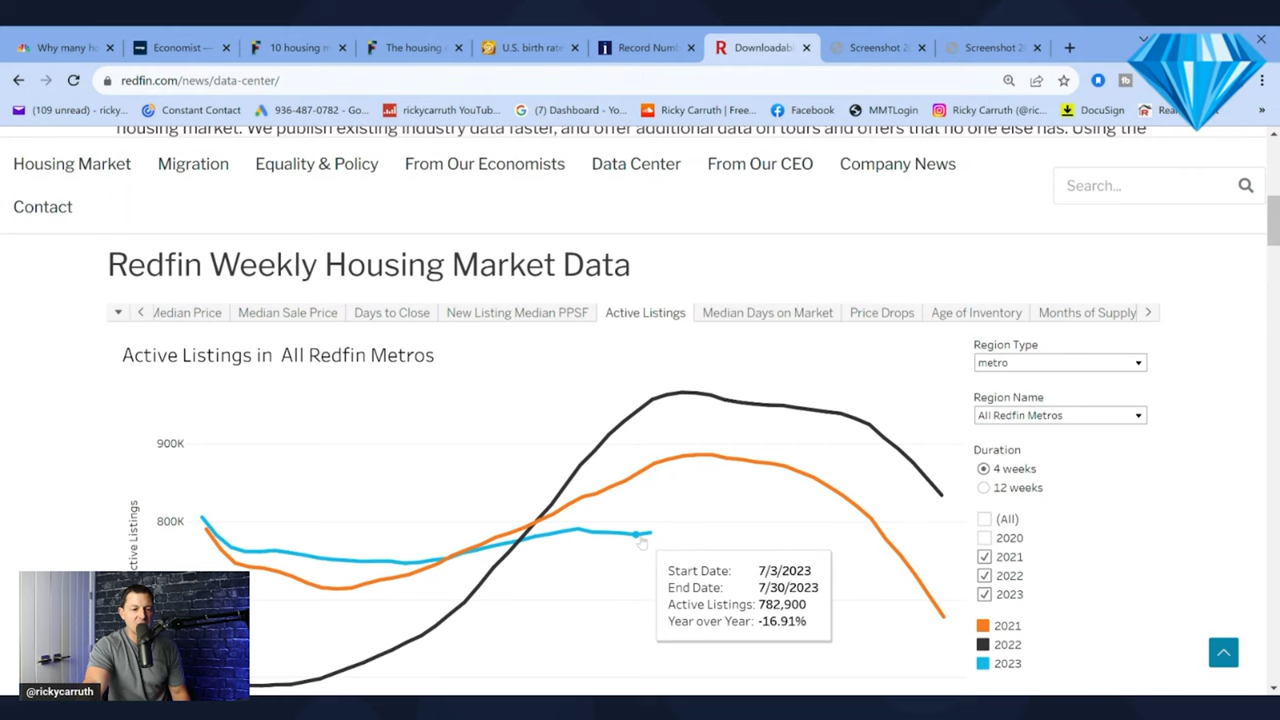 Why many ho
Economist —
10 housing m
The housing
U.S. birth rate
Record Num
Downloadab
Screenshot 2
Screenshot 20
redfin.com/news/data-center/
(109 unread) - ricky...
Constant Contact
936-487-0782 - Go...
rickycarruth YouTub...
(7) Dashboard - Yo...
Ricky Carruth | Free...
Facebook
MMTLogin
Ricky Carruth (@ric...
DocuSign
»
housing market. We publish existing industry data faster, and offer additional data on tours and offers that no one else has. Using the
Housing Market Migration Equality & Policy From Our Economists Data Center From Our CEO Company News
Contact
Search...
Redfin Weekly Housing Market Data
Median Price Median Sale Price Days to Close New Listing Median PPSF Active Listings Median Days on Market Price Drops Age of Inventory Months of Supply
Active Listings in All Redfin Metros
Region Type
metro
Region Name
All Redfin Metros
Duration
4 weeks
12 weeks
(All)
2020
2021
2022
2023
2021
2022
2023
900K
800K
Active Listings
Start Date: 7/3/2023
End Date: 7/30/2023
Active Listings: 782,900
Year over Year: -16.91%
@rickycarruth